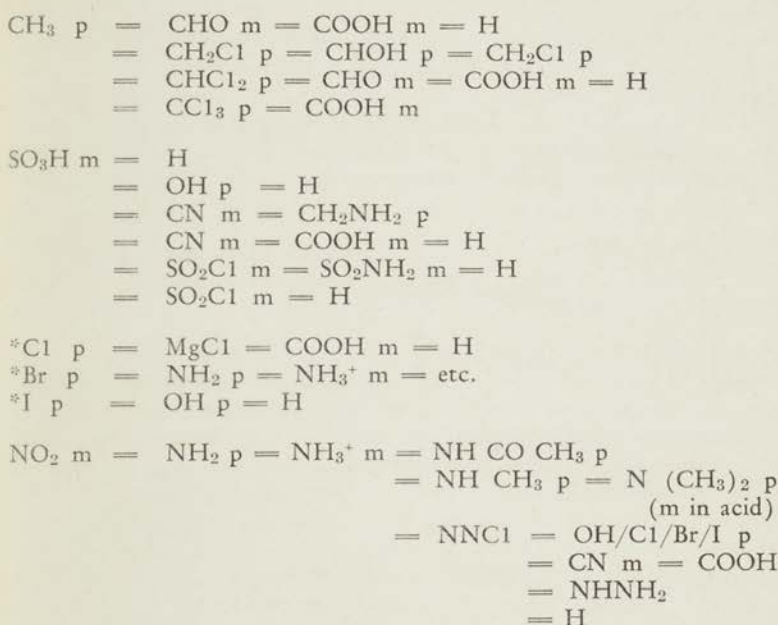 CH₃ p = CHO m = COOH m = H
= CH₂Cl p = CHOH p = CH₂Cl p
= CHCl₂ p = CHO m = COOH m = H
= CCl₃ p = COOH m
SO₃H m = H
= OH p = H
= CN m = CH₂NH₂ p
= CN m = COOH m = H
= SO₂Cl m = SO₂NH₂ m = H
= SO₂Cl m = H
*Cl p = MgCl = COOH m = H
*Br p = NH₂ p = NH₃⁺ m = etc.
*I p = OH p = H
NO₂ m = NH₂ p = NH₃⁺ m = NH CO CH₃ p
= NH CH₃ p = N (CH₃)₂ p
(m in acid)
= NNCl = OH/Cl/Br/I p
= CN m = COOH
= NHNH₂
= H